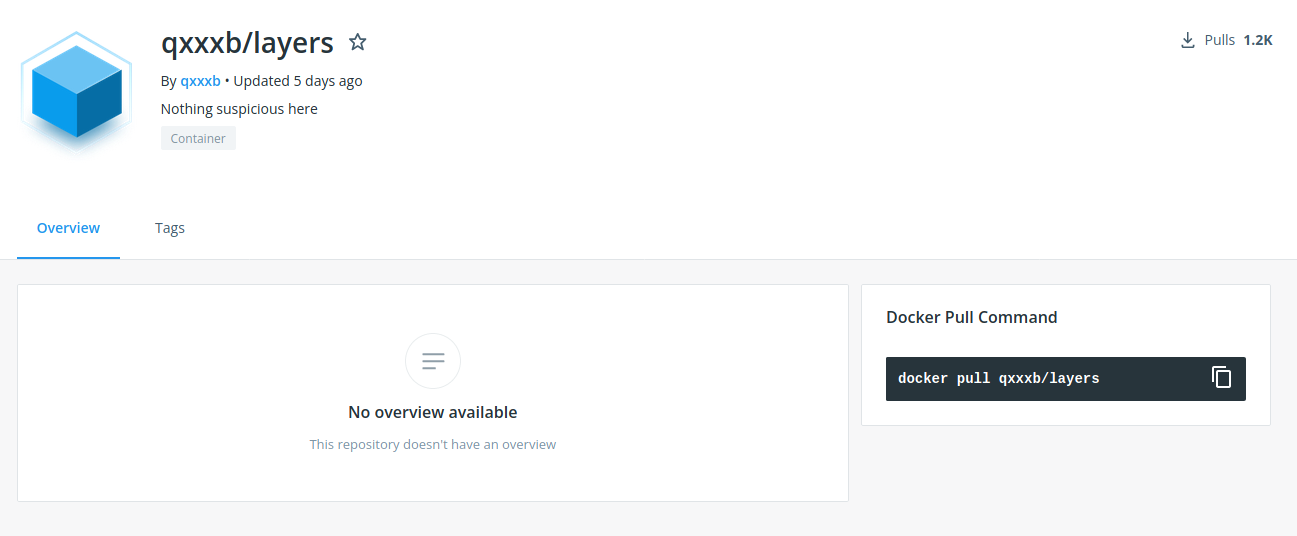 qxxxb/layers
Pulls 1.2K
By qxxxb • Updated 5 days ago
Nothing suspicious here
Container
Overview Tags
No overview available
This repository doesn't have an overview
Docker Pull Command
docker pull qxxxb/layers